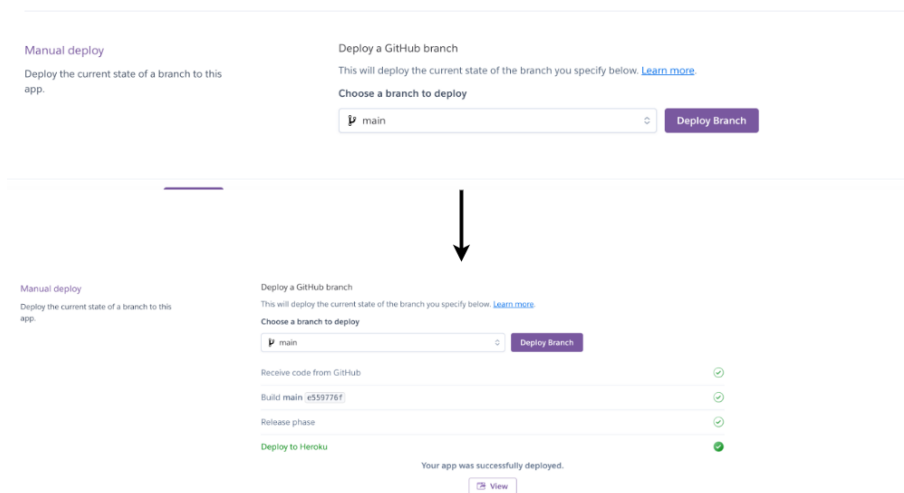 Manual deploy
Deploy the current state of a branch to this
app.
Deploy a GitHub branch
This will deploy the current state of the branch you specify below. Learn more.
Choose a branch to deploy
main
Deploy Branch
Manual deploy
Deploy the current state of a branch to this
app.
Deploy a GitHub branch
This will deploy the current state of the branch you specify below. Learn more.
Choose a branch to deploy
main
Deploy Branch
Receive code from GitHub
Build main e559776f
Release phase
Deploy to Heroku
Your app was successfully deployed.
View